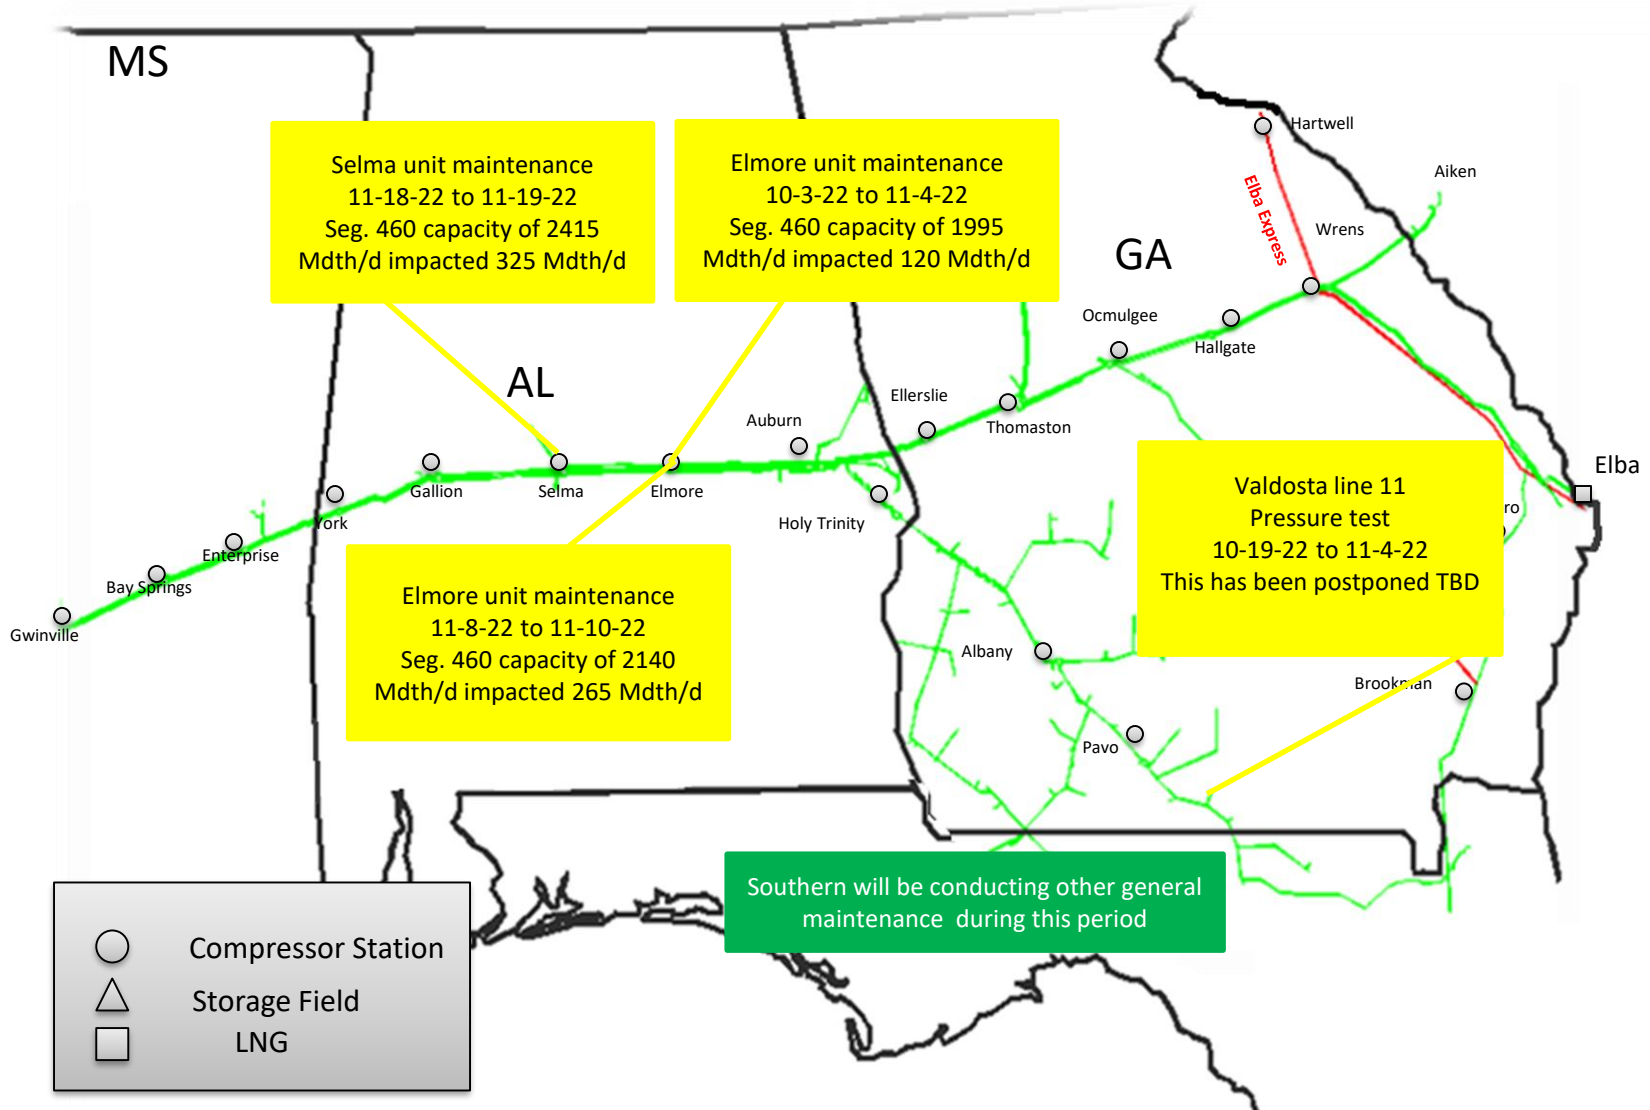 MS
Selma unit maintenance
11-18-22 to 11-19-22
Seg. 460 capacity of 2415
Mdth/d impacted 325 Mdth/d
Elmore unit maintenance
10-3-22 to 11-4-22
Seg. 460 capacity of 1995
Mdth/d impacted 120 Mdth/d
Hartwell
Aiken
Elba Express
Wrens
GA
Ocmulgee
Hallgate
AL
Ellerslie
Auburn
Thomaston
Gallion
Selma
Elmore
Holy Trinity
York
Enterprise
Bay Springs
Gwinville
Elba
Valdosta line 11
Pressure test
10-19-22 to 11-4-22
This has been postponed TBD
ro
Elmore unit maintenance
11-8-22 to 11-10-22
Seg. 460 capacity of 2140
Mdth/d impacted 265 Mdth/d
Albany
Brookman
Pavo
Southern will be conducting other general
maintenance during this period
Compressor Station
Storage Field
LNG